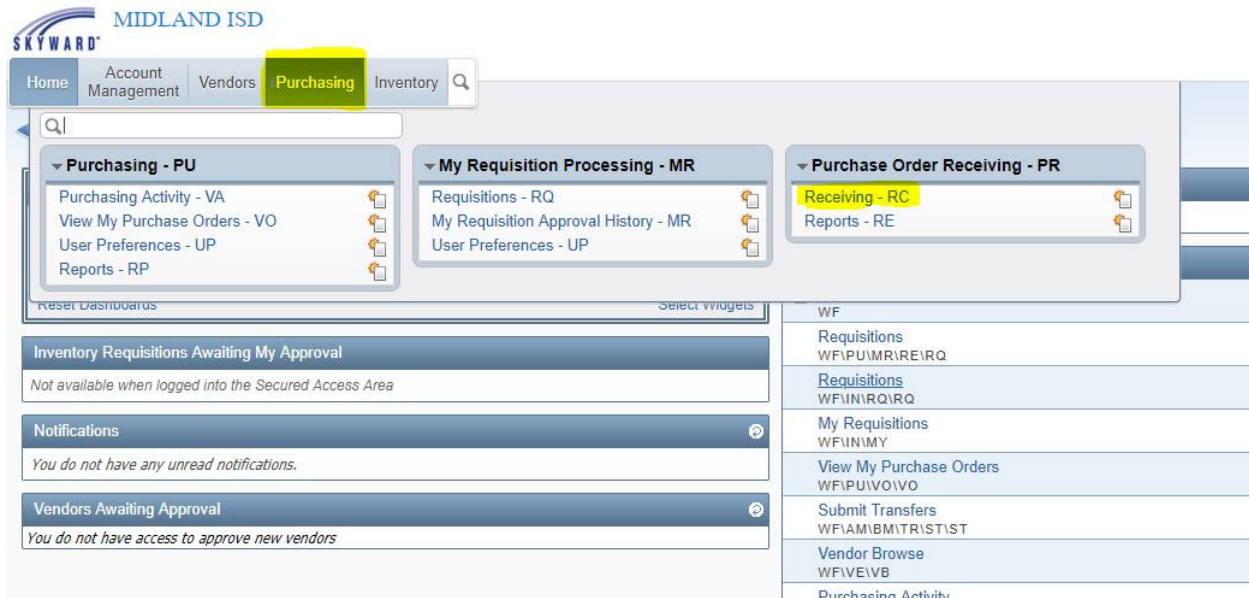 MIDLAND ISD
SKYWARD®
Home
Account
Management
Vendors
Purchasing
Inventory
Purchasing - PU
Purchasing Activity - VA
View My Purchase Orders - VO
User Preferences - UP
Reports - RP
My Requisition Processing - MR
Requisitions - RQ
My Requisition Approval History - MR
User Preferences - UP
Purchase Order Receiving - PR
Receiving - RC
Reports - RE
Reset Dashboards
Select Widgets
Inventory Requisitions Awaiting My Approval
Not available when logged into the Secured Access Area
Notifications
You do not have any unread notifications.
Vendors Awaiting Approval
You do not have access to approve new vendors
WF
Requisitions
WF\PU\MR\RE\RQ
Requisitions
WF\IN\RQ\RQ
My Requisitions
WF\IN\MY
View My Purchase Orders
WF\PU\VO\VO
Submit Transfers
WF\AM\BM\TR\ST\ST
Vendor Browse
WF\VE\VB
Purchasing Activity